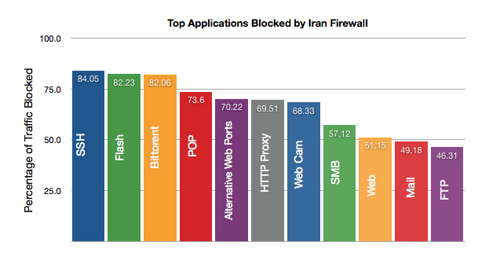 Top Applications Blocked by Iran Firewall
Percentage of Traffic Blocked
100.0
75.0
50.0
25.0
84.05
SSH
82.23
Flash
82.06
Bittorent
73.6
POP
70.22
Alternative Web Ports
69.51
HTTP Proxy
68.33
Web Cam
57.12
SMB
51.15
Web
49.18
Mail
46.31
FTP